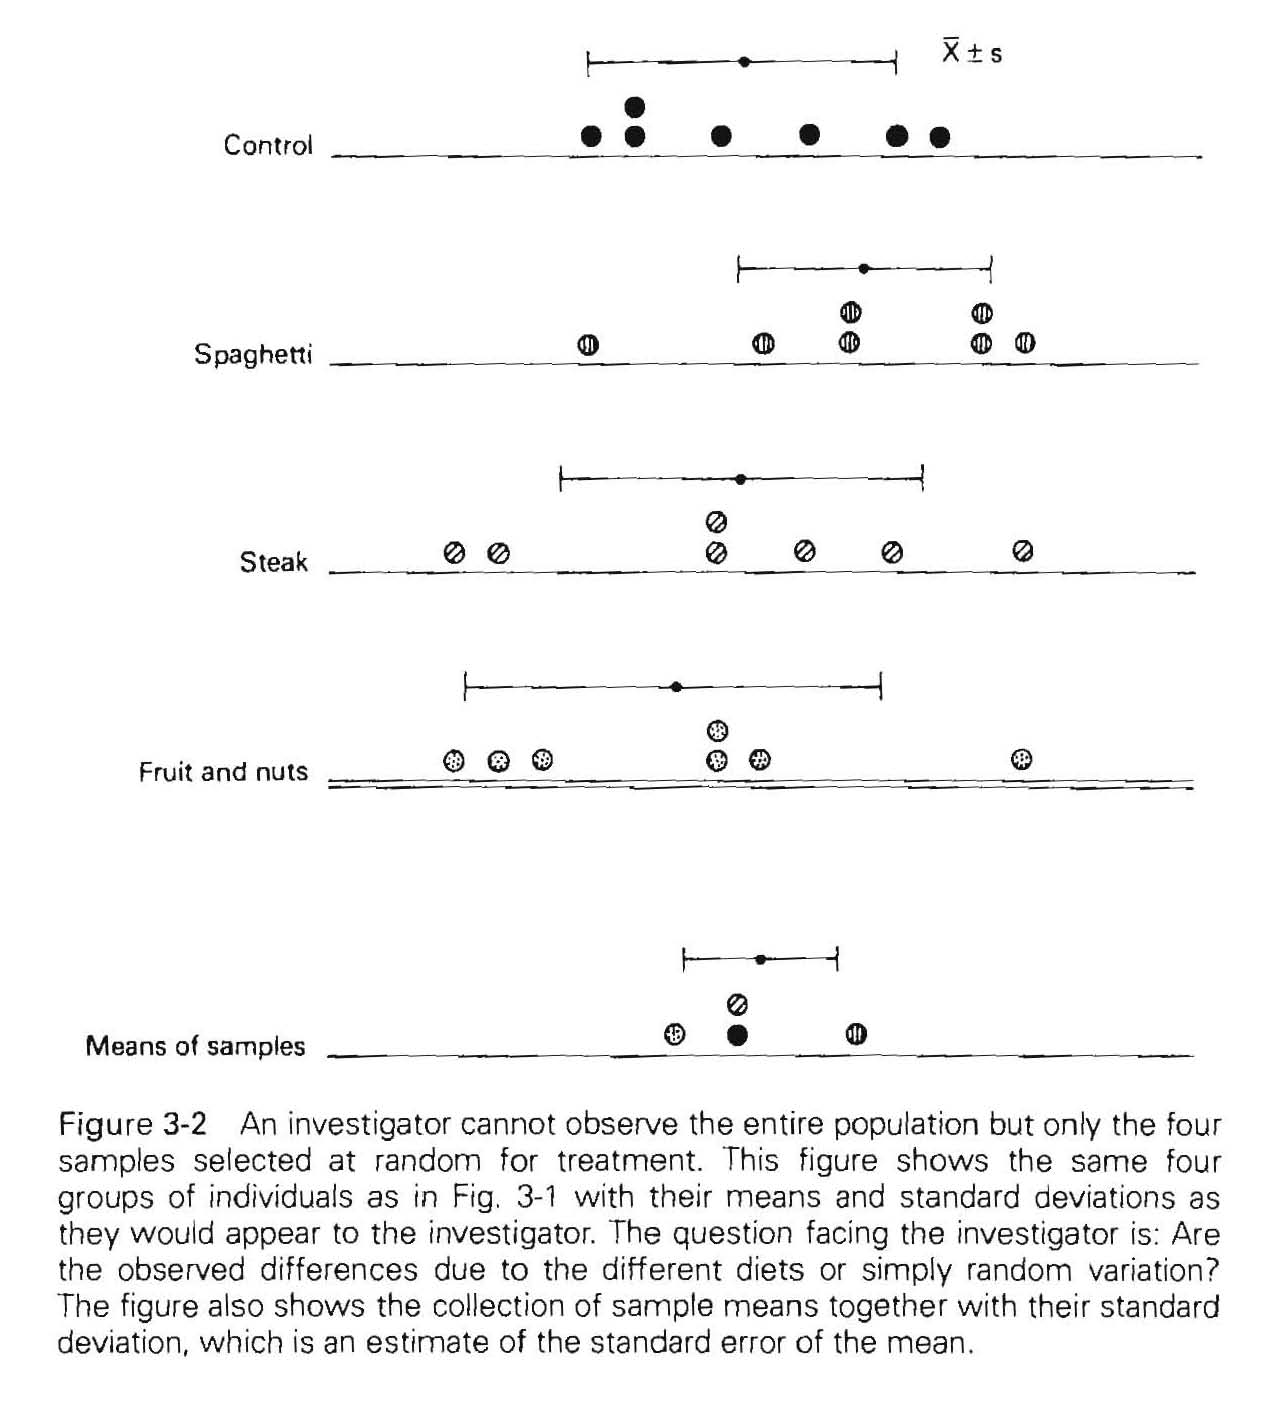 X̄ ± s
Control
Spaghetti
Steak
Fruit and nuts
Means of samples
Figure 3-2 An investigator cannot observe the entire population but only the four
samples selected at random for treatment. This figure shows the same four
groups of individuals as in Fig. 3-1 with their means and standard deviations as
they would appear to the investigator. The question facing the investigator is: Are
the observed differences due to the different diets or simply random variation?
The figure also shows the collection of sample means together with their standard
deviation, which is an estimate of the standard error of the mean.